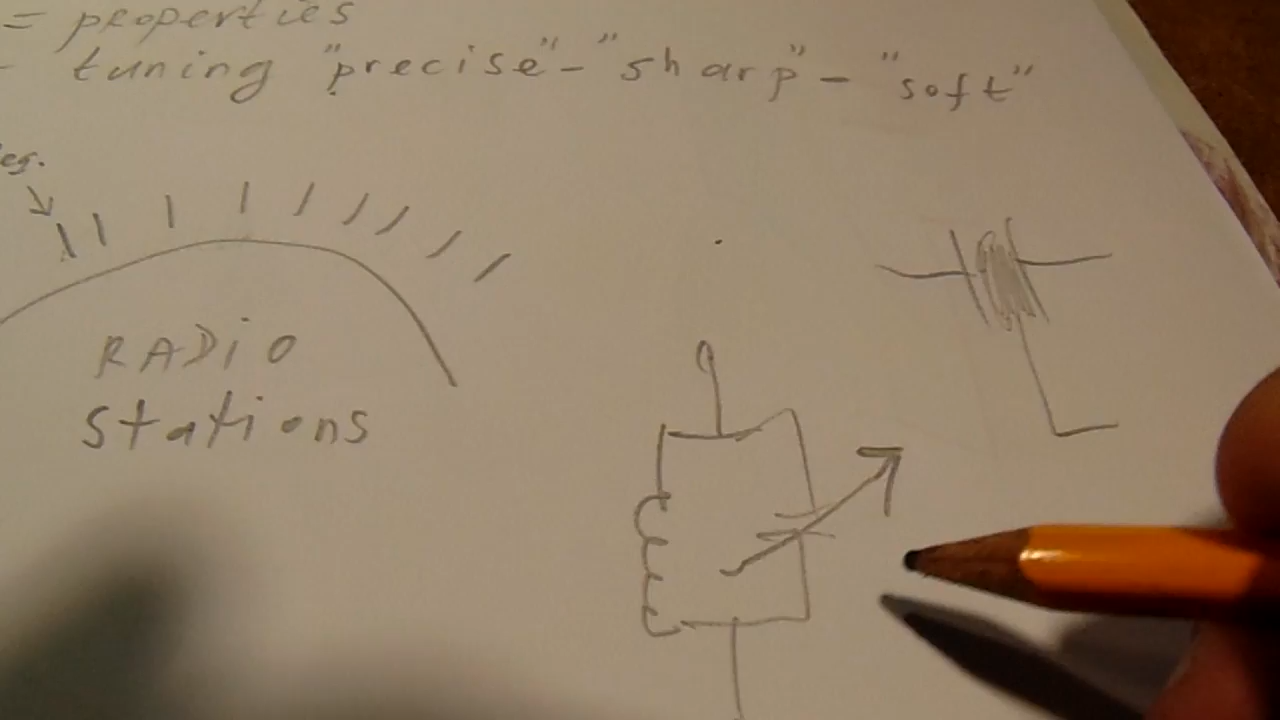 = properties
- tuning "precise" - "sharp" - "soft"
RADiO
stations